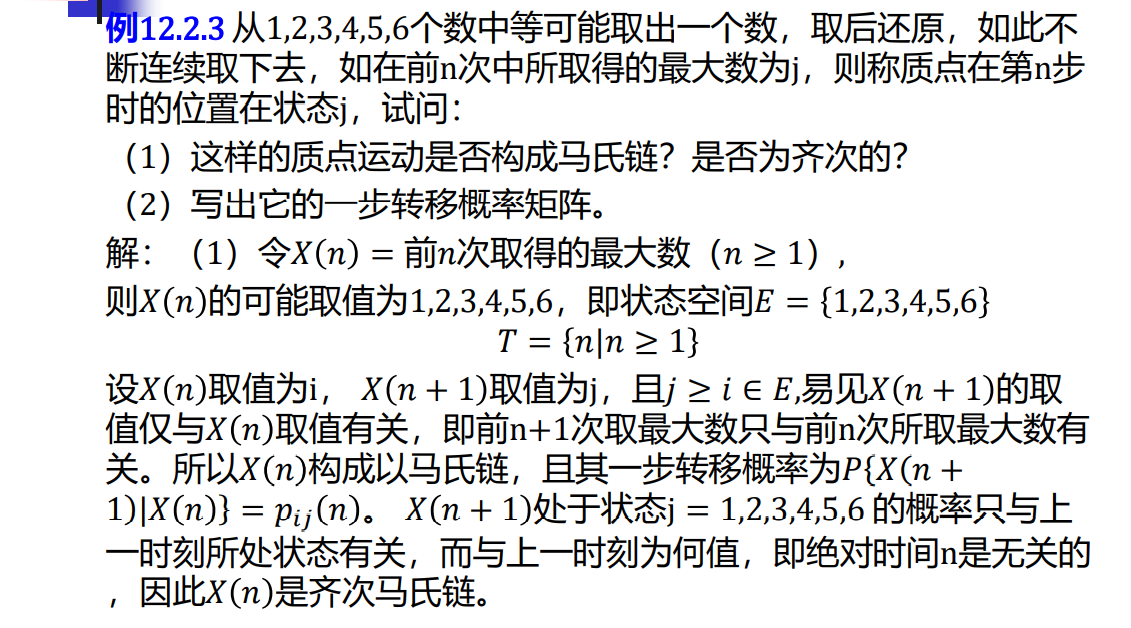 例12.2.3 从1,2,3,4,5,6个数中等可能取出一个数，取后还原，如此不
断连续取下去，如在前n次中所取得的最大数为j，则称质点在第n步
时的位置在状态j，试问：
（1）这样的质点运动是否构成马氏链？是否为齐次的？
（2）写出它的一步转移概率矩阵。
解：（1）令X(n) = 前n次取得的最大数（n ≥ 1）,
则X(n)的可能取值为1,2,3,4,5,6，即状态空间E = {1,2,3,4,5,6}
T = {n|n ≥ 1}
设X(n)取值为i， X(n + 1)取值为j，且j ≥ i ∈ E,易见X(n + 1)的取
值仅与X(n)取值有关，即前n+1次取最大数只与前n次所取最大数有
关。所以X(n)构成以马氏链，且其一步转移概率为P{X(n +
1)|X(n)} = p_{ij}(n)。 X(n + 1)处于状态j = 1,2,3,4,5,6 的概率只与上
一时刻所处状态有关，而与上一时刻为何值，即绝对时间n是无关的
，因此X(n)是齐次马氏链。